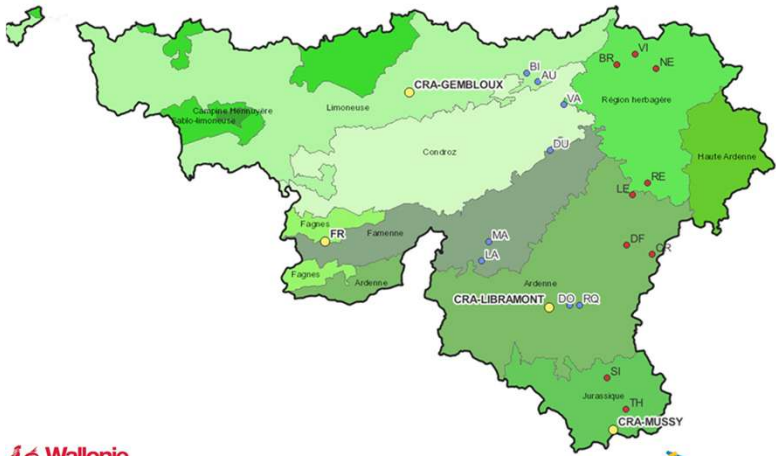 VI
BR
NE
BI
AU
CRA-GEMBLOUX
VA
Région herbagère
Limoneuse
Campine Hennuyère
Sablo-limoneuse
DU
Condroz
Haute Ardenne
RE
LE
Fagnes
FR
Famenne
MA
DF
LA
Fagnes
Ardenne
Ardenne
CRA-LIBRAMONT
DO
RQ
SI
Jurassique
TH
CRA-MUSSY
Wallonie